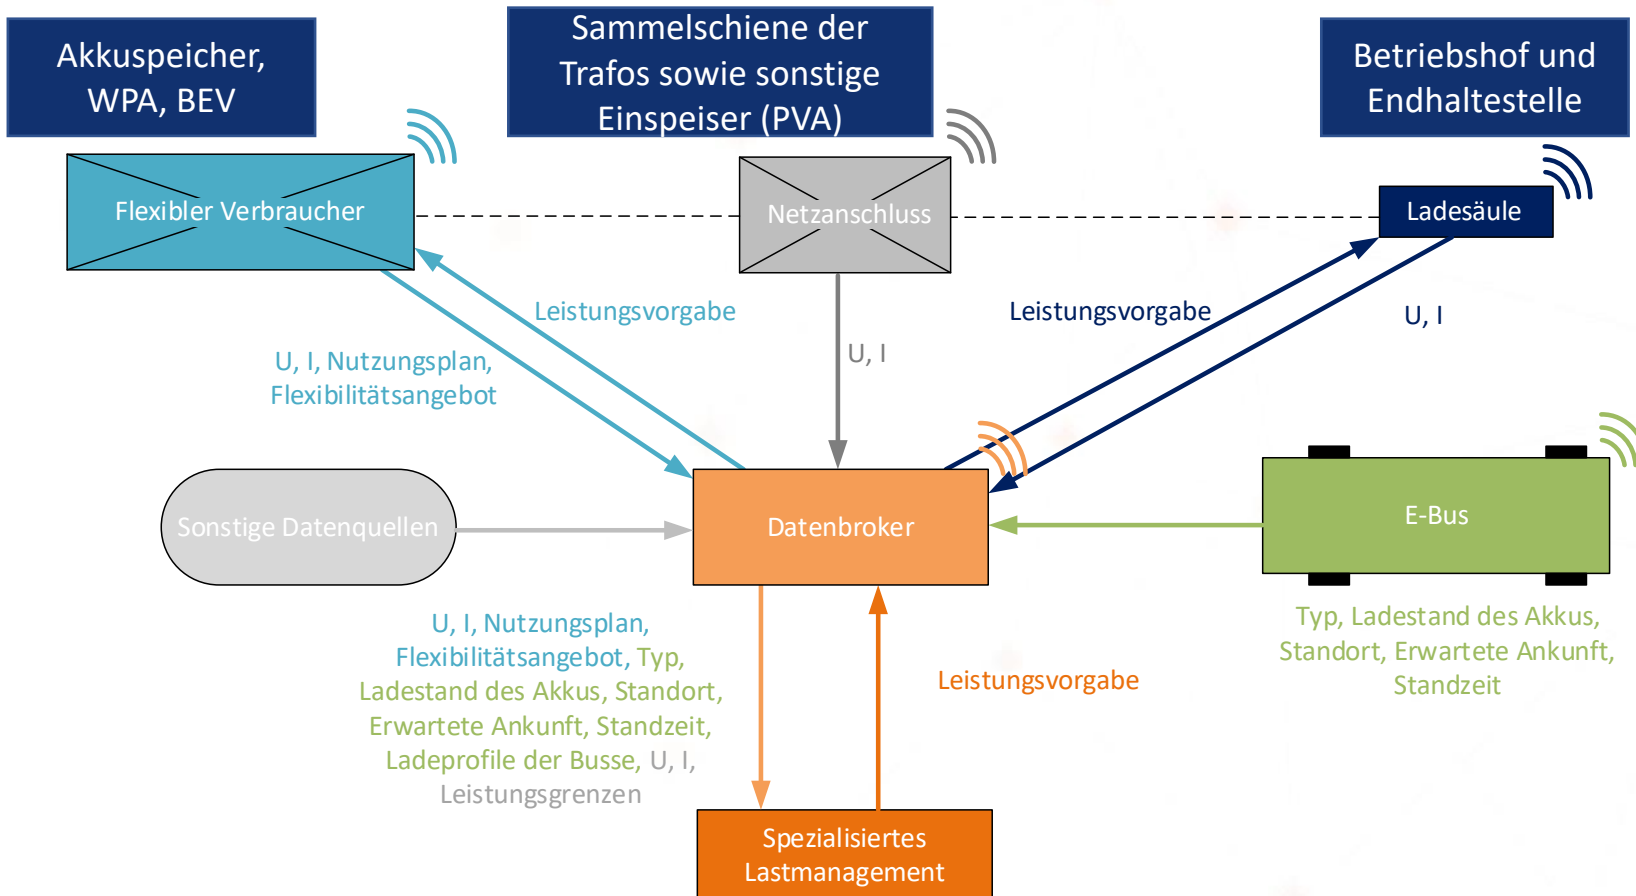 Akkuspeicher,
WPA, BEV
Sammelschiene der
Trafos sowie sonstige
Einspeiser (PVA)
Betriebshof und
Endhaltestelle
Flexibler Verbraucher
Netzanschluss
Ladesäule
Leistungsvorgabe
U, I, Nutzungsplan,
Flexibilitätsangebot
U, I
Leistungsvorgabe
U, I
Sonstige Datenquellen
Datenbroker
E-Bus
U, I, Nutzungsplan,
Flexibilitätsangebot, Typ,
Ladestand des Akkus, Standort,
Erwartete Ankunft, Standzeit,
Ladeprofile der Busse, U, I,
Leistungsgrenzen
Leistungsvorgabe
Typ, Ladestand des Akkus,
Standort, Erwartete Ankunft,
Standzeit
Spezialisiertes
Lastmanagement